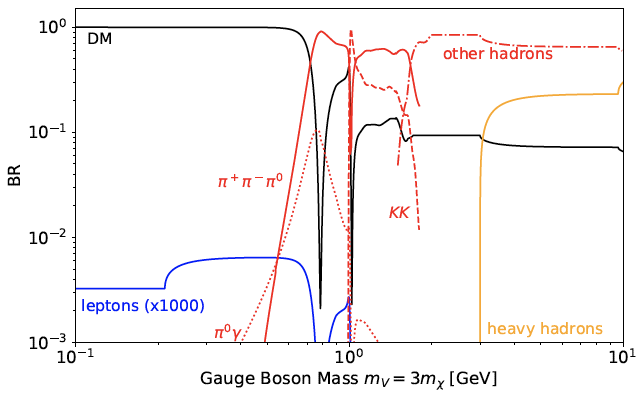 10⁰
DM
other hadrons
10⁻¹
BR
π⁺π⁻π⁰
KK
10⁻²
leptons (x1000)
π⁰γ
heavy hadrons
10⁻³
10⁻¹ 10⁰ 10¹
Gauge Boson Mass m_V = 3m_χ [GeV]